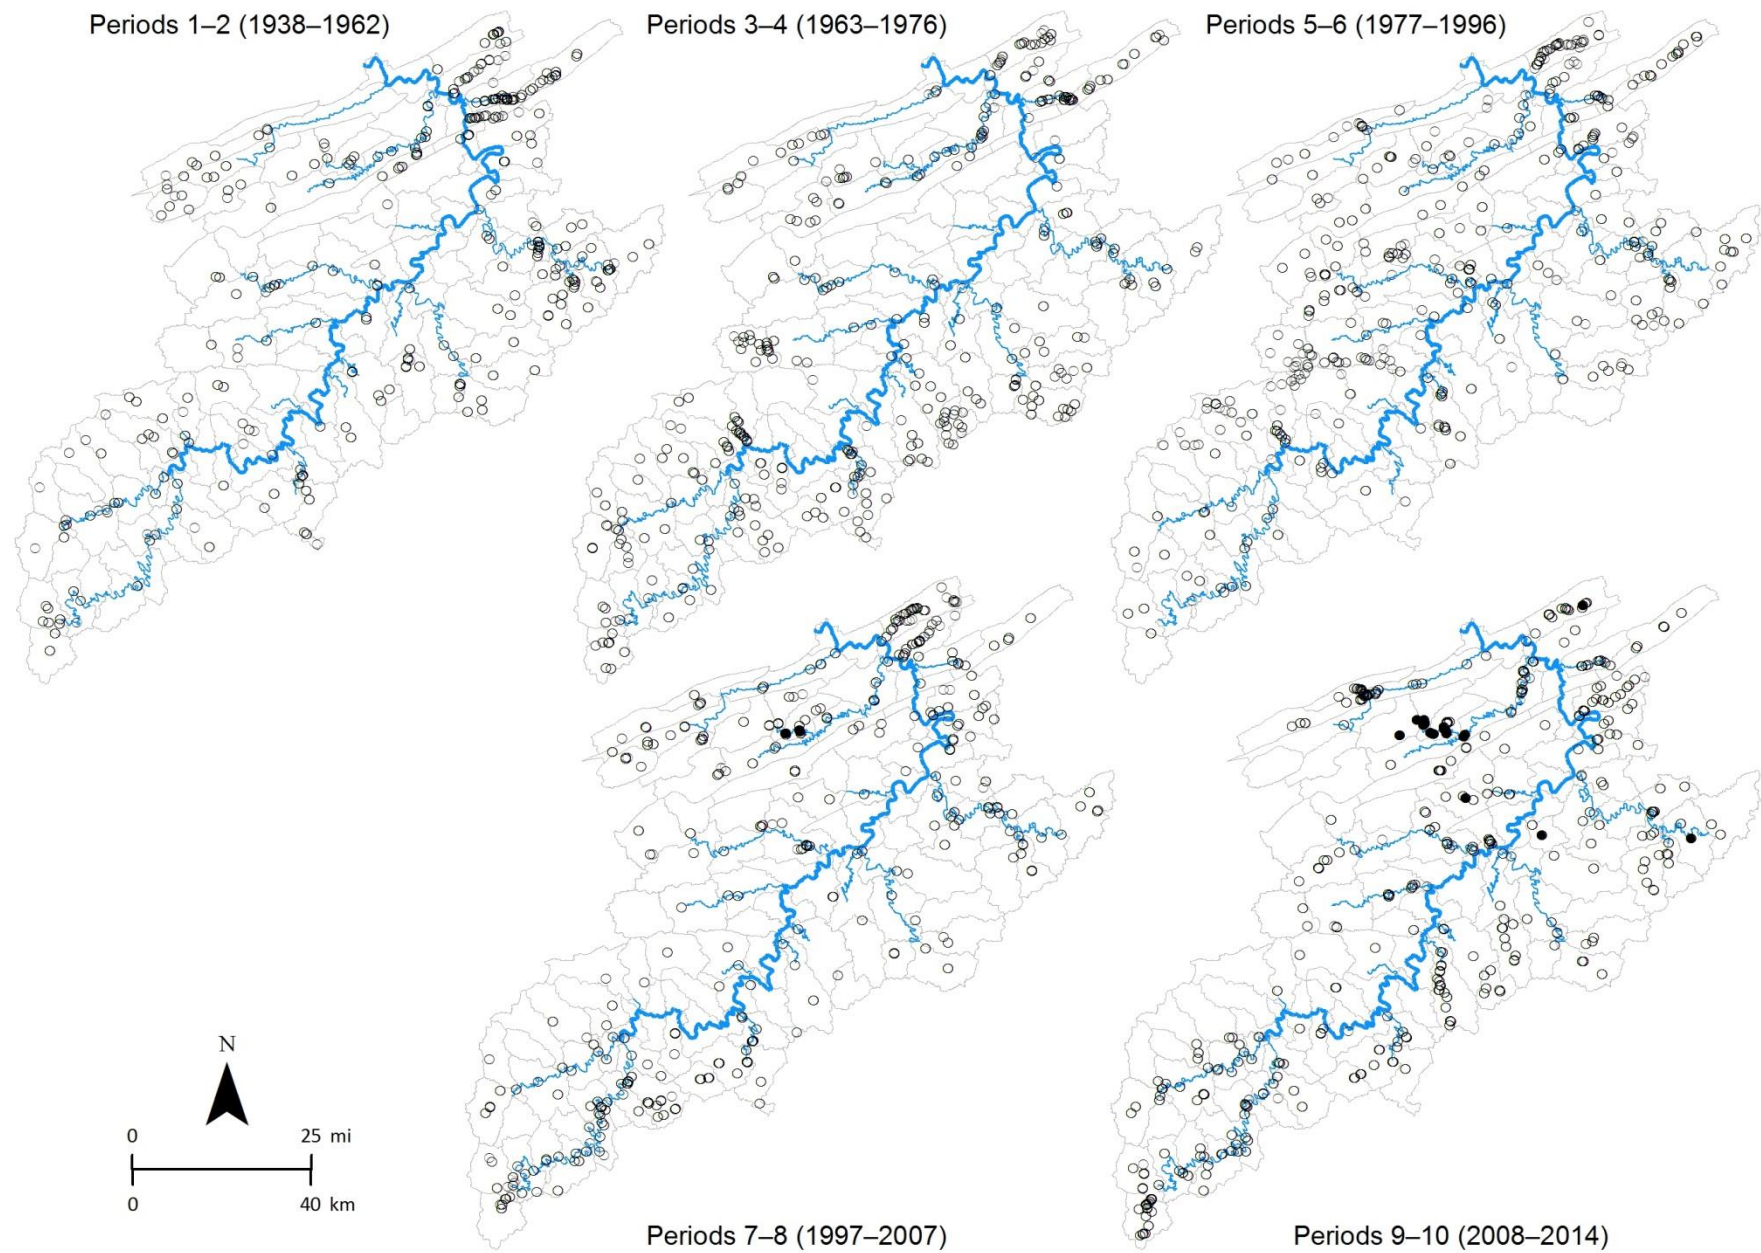 Periods 1–2 (1938–1962)
Periods 3–4 (1963–1976)
Periods 5–6 (1977–1996)
N
0 25 mi
0 40 km
Periods 7–8 (1997–2007)
Periods 9–10 (2008–2014)